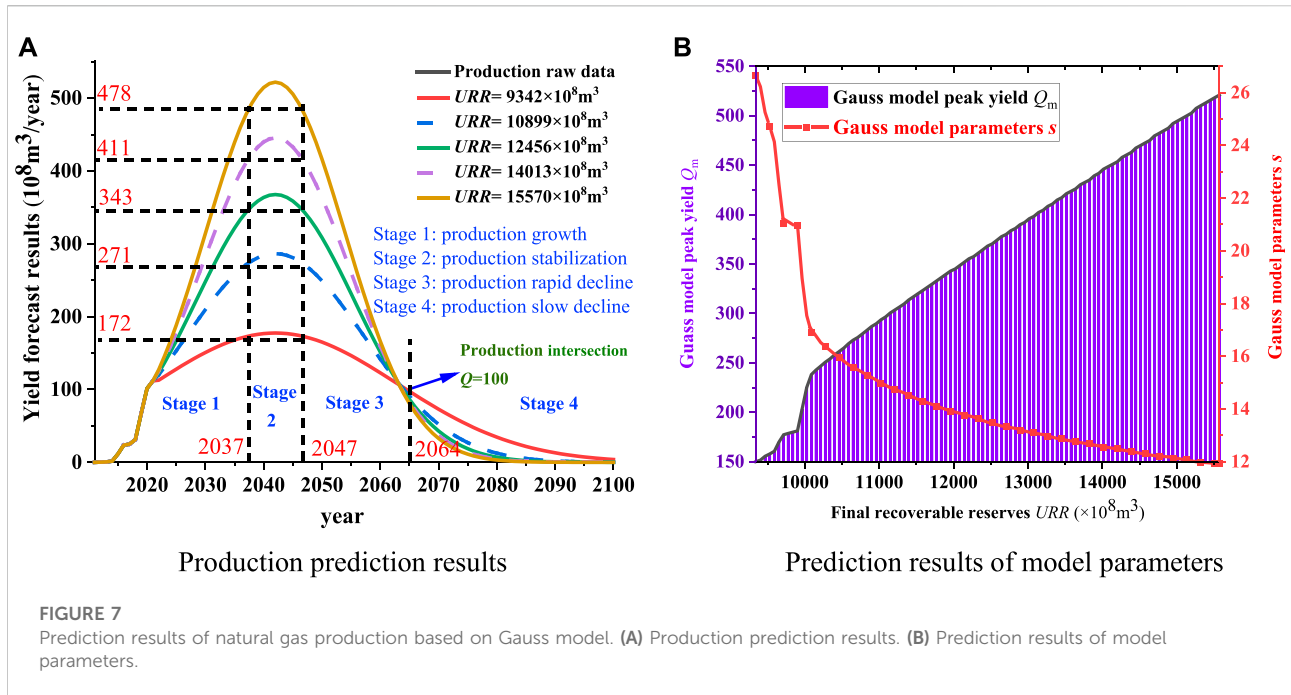 A
Yield forecast results (10⁸m³/year)
500
400
300
200
100
0
478
411
343
271
172
Production raw data
URR= 9342×10⁸m³
URR= 10899×10⁸m³
URR= 12456×10⁸m³
URR= 14013×10⁸m³
URR= 15570×10⁸m³
Stage 1: production growth
Stage 2: production stabilization
Stage 3: production rapid decline
Stage 4: production slow decline
Production intersection
Q=100
Stage 1
Stage
2
Stage 3
Stage 4
2037
2047
2064
2020 2030 2040 2050 2060 2070 2080 2090 2100
year
Production prediction results
B
Guass model peak yield Qₘ
550
500
450
400
350
300
250
200
150
Gauss model peak yield Qₘ
Gauss model parameters s
26
24
22
20
18
16
14
12
Gauss model parameters s
10000 11000 12000 13000 14000 15000
Final recoverable reserves URR (×10⁸m³)
Prediction results of model parameters
FIGURE 7
Prediction results of natural gas production based on Gauss model. (A) Production prediction results. (B) Prediction results of model
parameters.